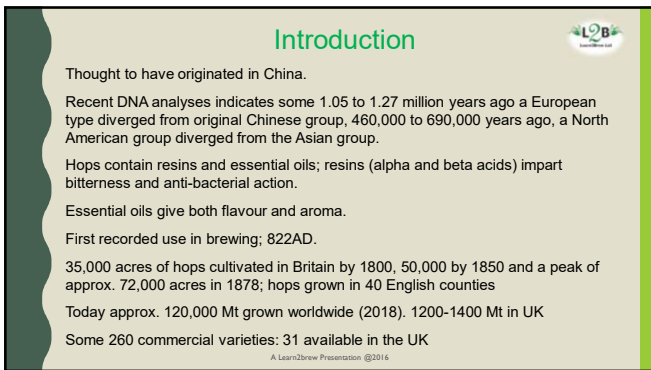 Introduction
L2B
Learn2Brew Ltd
Thought to have originated in China.
Recent DNA analyses indicates some 1.05 to 1.27 million years ago a European
type diverged from original Chinese group, 460,000 to 690,000 years ago, a North
American group diverged from the Asian group.
Hops contain resins and essential oils; resins (alpha and beta acids) impart
bitterness and anti-bacterial action.
Essential oils give both flavour and aroma.
First recorded use in brewing; 822AD.
35,000 acres of hops cultivated in Britain by 1800, 50,000 by 1850 and a peak of
approx. 72,000 acres in 1878; hops grown in 40 English counties
Today approx. 120,000 Mt grown worldwide (2018). 1200-1400 Mt in UK
Some 260 commercial varieties: 31 available in the UK
A Learn2brew Presentation @2016